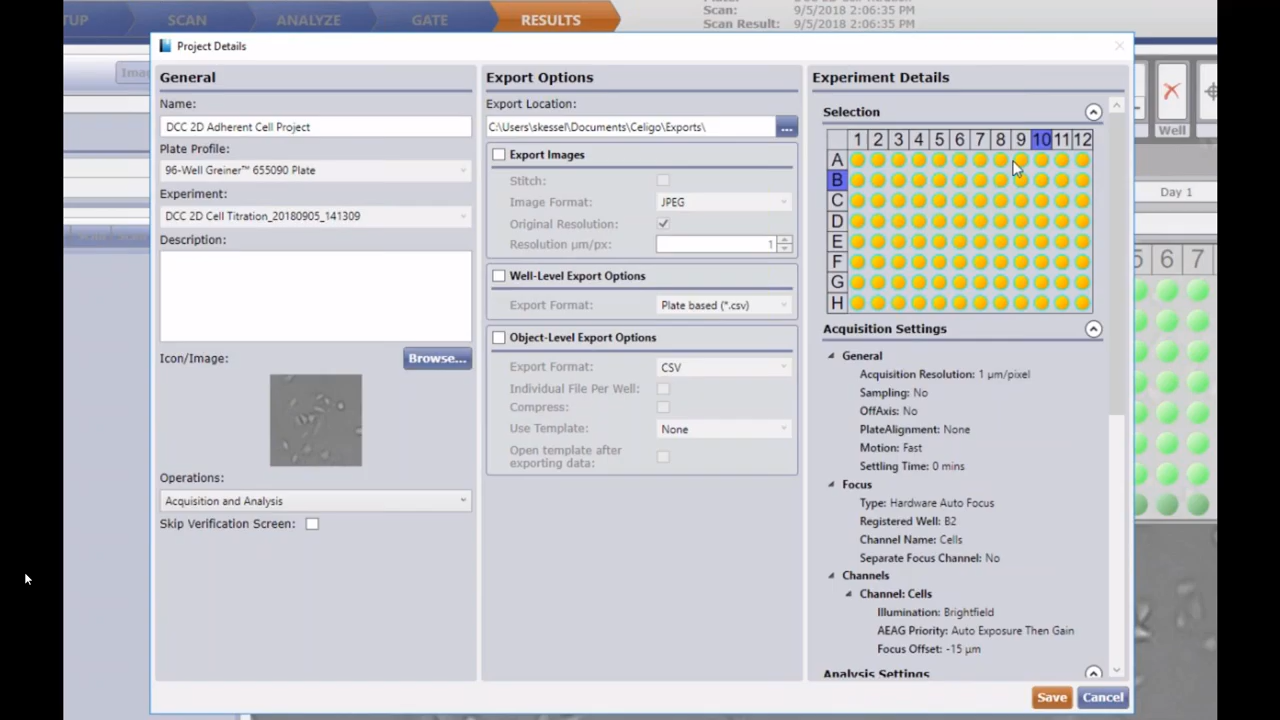 TUP SCAN ANALYZE GATE RESULTS
Scan: 9/5/2018 2:06:35 PM
Scan Result: 9/5/2018 2:06:35 PM
Project Details
General
Name:
DCC 2D Adherent Cell Project
Plate Profile:
96-Well Greiner™ 655090 Plate
Experiment:
DCC 2D Cell Titration_20180905_141309
Description:
Icon/Image: Browse...
Operations:
Acquisition and Analysis
Skip Verification Screen:
Export Options
Export Location:
C:\Users\skessel\Documents\Celigo\Exports\ ...
Export Images
Stitch:
Image Format: JPEG
Original Resolution:
Resolution µm/px: 1
Well-Level Export Options
Export Format: Plate based (*.csv)
Object-Level Export Options
Export Format: CSV
Individual File Per Well:
Compress:
Use Template: None
Open template after
exporting data:
Experiment Details
Selection
1 2 3 4 5 6 7 8 9 10 11 12
A
B
C
D
E
F
G
H
Acquisition Settings
General
Acquisition Resolution: 1 µm/pixel
Sampling: No
OffAxis: No
PlateAlignment: None
Motion: Fast
Settling Time: 0 mins
Focus
Type: Hardware Auto Focus
Registered Well: B2
Channel Name: Cells
Separate Focus Channel: No
Channels
Channel: Cells
Illumination: Brightfield
AEAG Priority: Auto Exposure Then Gain
Focus Offset: -15 µm
Analysis Settings
Save Cancel
Well
Day 1
5 6 7